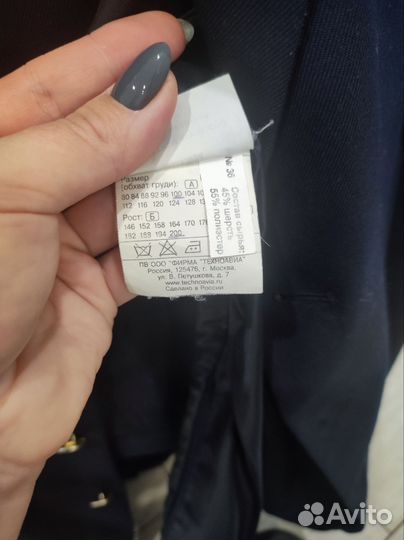 Размер
(обхват груди): А
80 84 88 92 96 100 104 10
112 116 120 124 128 13
Рост: Б
146 152 158 164 170 17
182 188 194 200
ПВ ООО "ФИРМА "ТЕХНОАВИА"
Россия, 125476, г. Москва,
ул. В. Петушкова, д. 7
www.technoavia.ru
Сделано в России
№ 36
Состав сырья:
45% шерсть
55% полиэстер
Avito